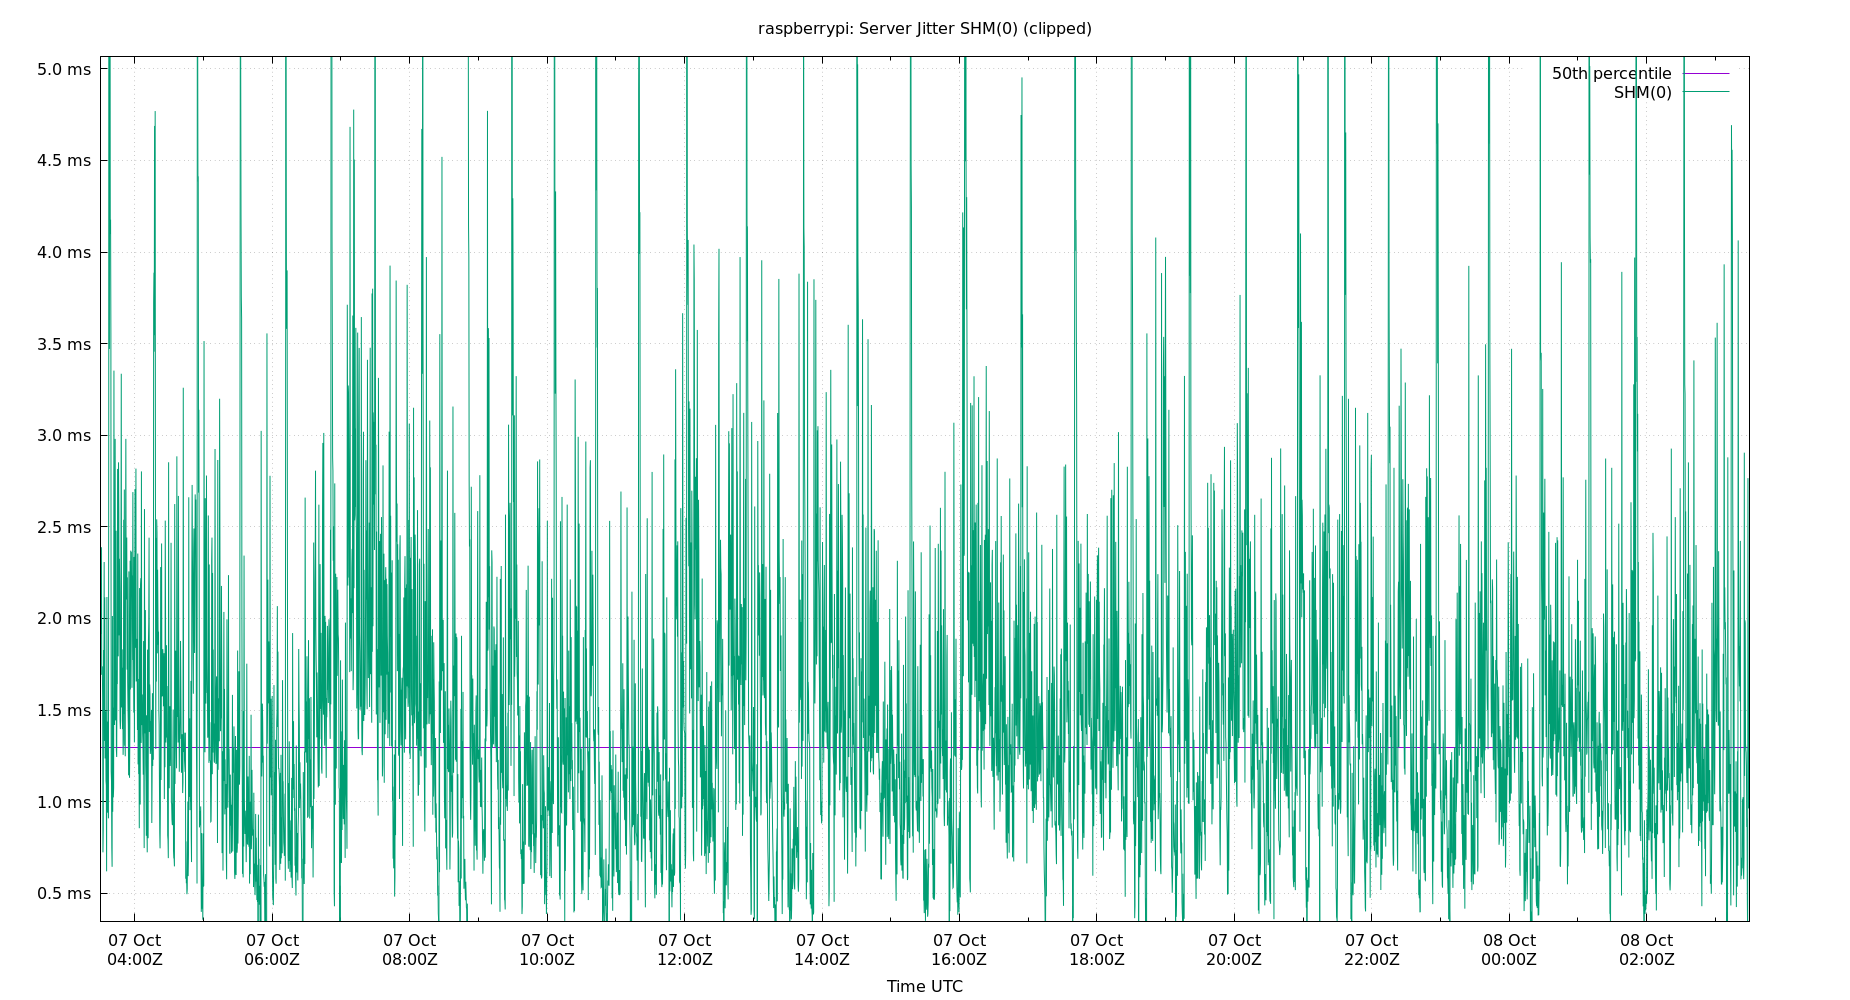 raspberrypi: Server Jitter SHM(0) (clipped)
5.0 ms
4.5 ms
4.0 ms
3.5 ms
3.0 ms
2.5 ms
2.0 ms
1.5 ms
1.0 ms
0.5 ms
50th percentile
SHM(0)
07 Oct 07 Oct 07 Oct 07 Oct 07 Oct 07 Oct 07 Oct 07 Oct 07 Oct 07 Oct 08 Oct 08 Oct
04:00Z 06:00Z 08:00Z 10:00Z 12:00Z 14:00Z 16:00Z 18:00Z 20:00Z 22:00Z 00:00Z 02:00Z
Time UTC